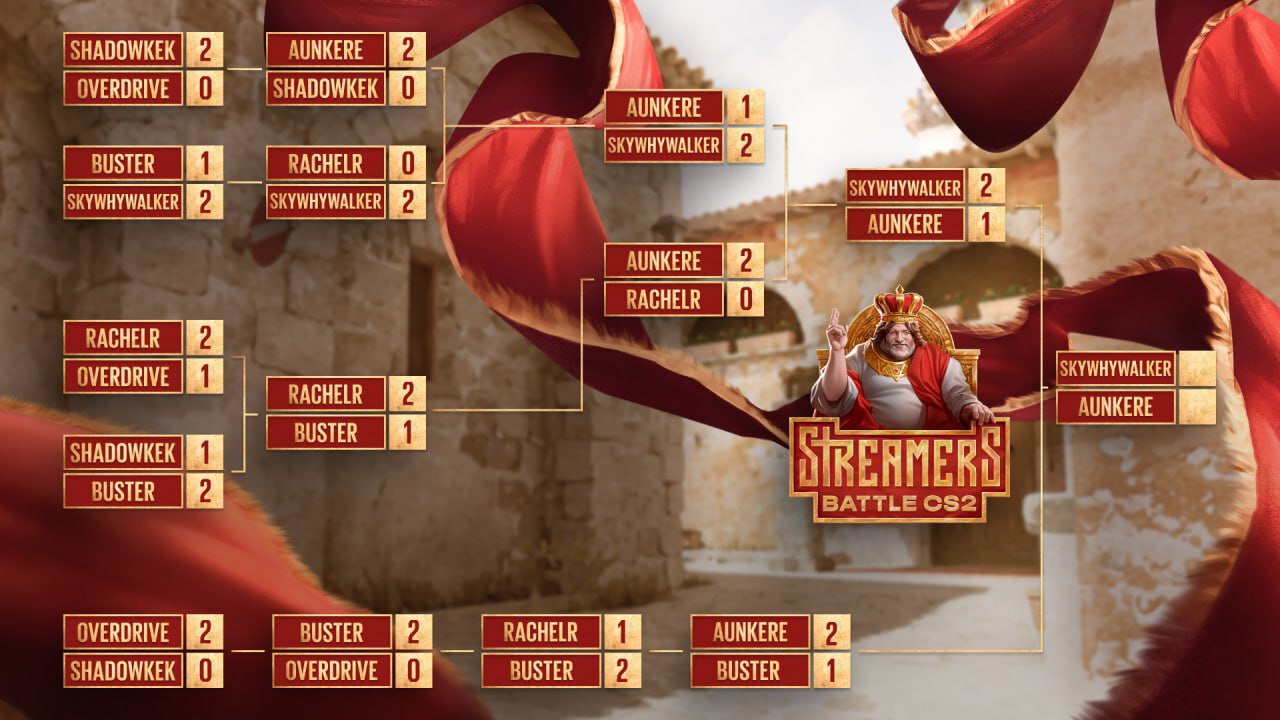 SHADOWKEK 2
OVERDRIVE 0
AUNKERE 2
SHADOWKEK 0
BUSTER 1
SKYWHYWALKER 2
RACHELR 0
SKYWHYWALKER 2
AUNKERE 1
SKYWHYWALKER 2
SKYWHYWALKER 2
AUNKERE 1
AUNKERE 2
RACHELR 0
RACHELR 2
OVERDRIVE 1
RACHELR 2
BUSTER 1
SHADOWKEK 1
BUSTER 2
SKYWHYWALKER
AUNKERE
STREAMERS
BATTLE CS2
OVERDRIVE 2
SHADOWKEK 0
BUSTER 2
OVERDRIVE 0
RACHELR 1
BUSTER 2
AUNKERE 2
BUSTER 1